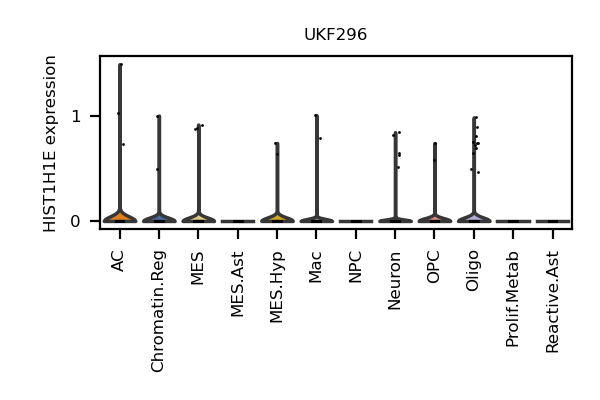 UKF296
HIST1H1E expression
1
0
AC
Chromatin.Reg
MES
MES.Ast
MES.Hyp
Mac
NPC
Neuron
OPC
Oligo
Prolif.Metab
Reactive.Ast